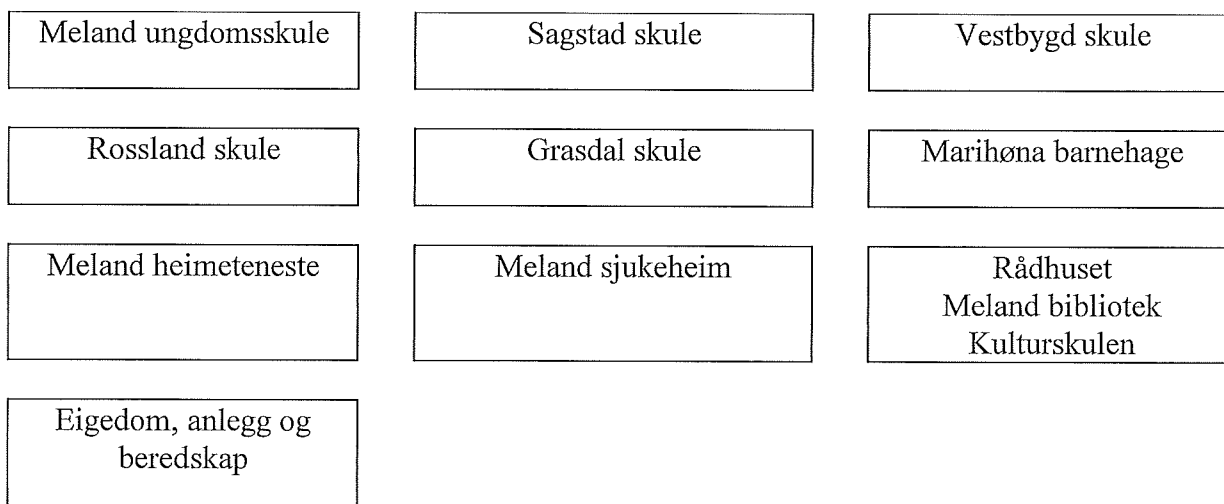 Meland ungdomsskule
Sagstad skule
Vestbygd skule
Rossland skule
Grasdal skule
Marihøna barnehage
Meland heimeteneste
Meland sjukeheim
Rådhuset
Meland bibliotek
Kulturskulen
Eigedom, anlegg og
beredskap